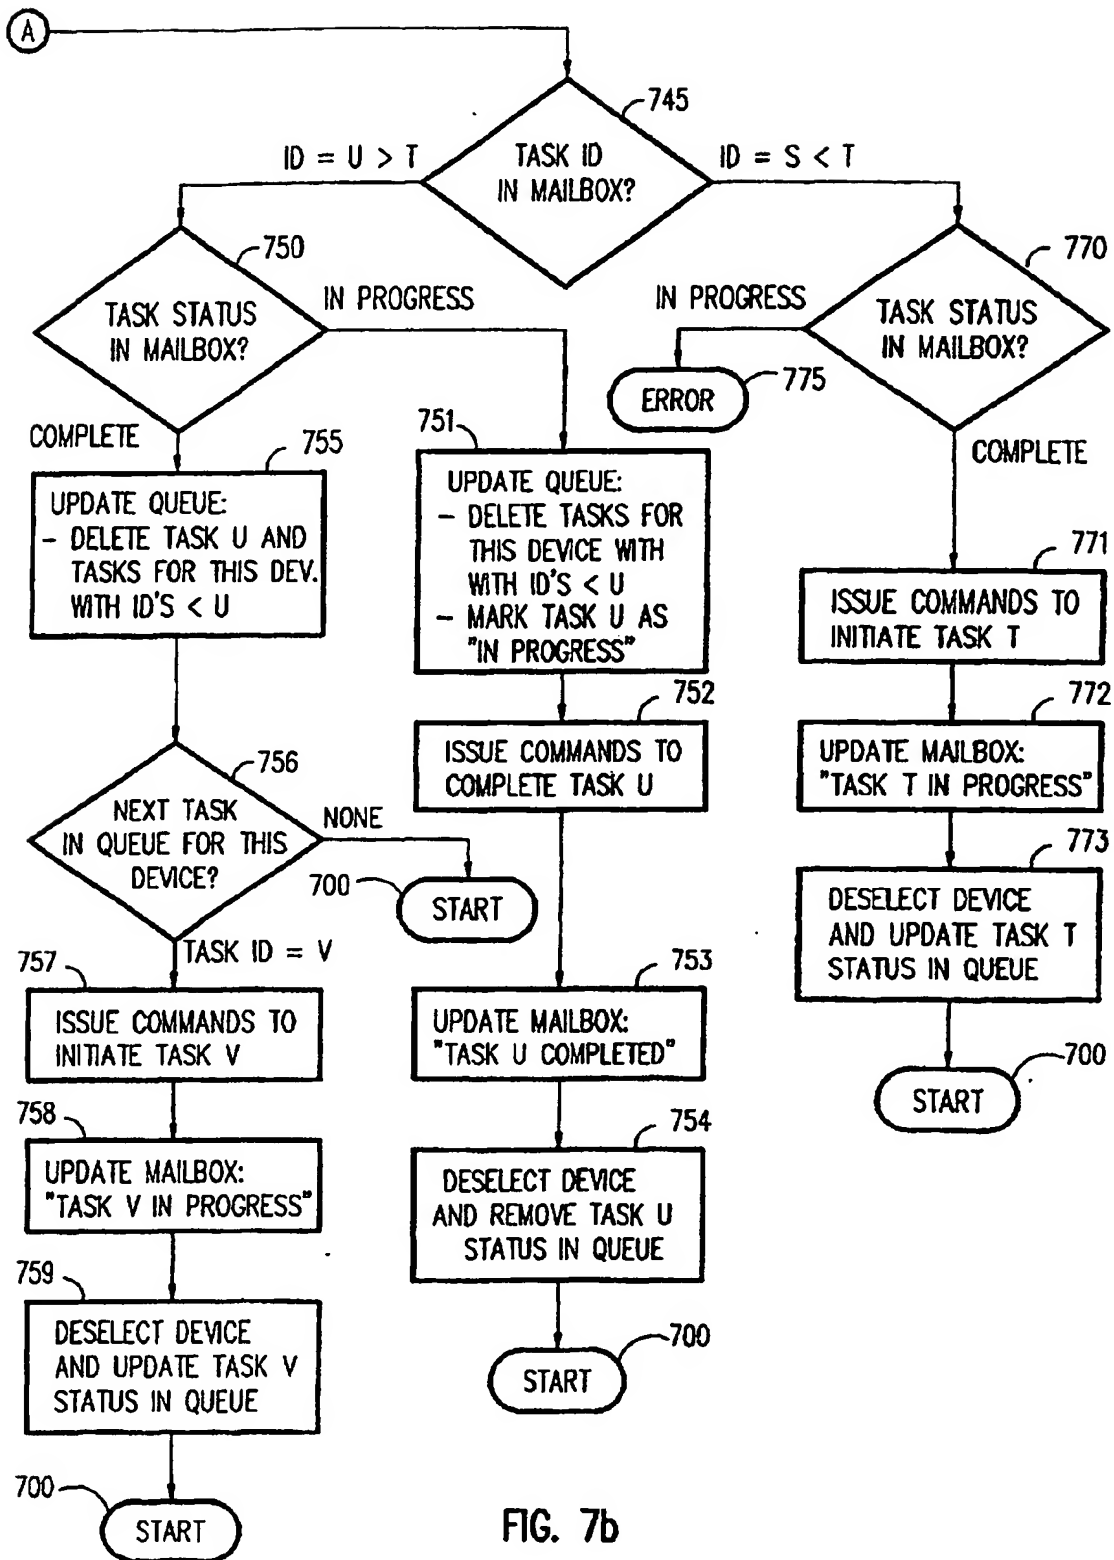 A
745
TASK ID
IN MAILBOX?
ID = U > T
ID = S < T
750
TASK STATUS
IN MAILBOX?
IN PROGRESS
COMPLETE
770
TASK STATUS
IN MAILBOX?
IN PROGRESS
775
ERROR
COMPLETE
755
UPDATE QUEUE:
- DELETE TASK U AND
TASKS FOR THIS DEV.
WITH ID'S < U
756
NEXT TASK
IN QUEUE FOR THIS
DEVICE?
NONE
700
START
TASK ID = V
757
ISSUE COMMANDS TO
INITIATE TASK V
758
UPDATE MAILBOX:
"TASK V IN PROGRESS"
759
DESELECT DEVICE
AND UPDATE TASK V
STATUS IN QUEUE
700
START
751
UPDATE QUEUE:
- DELETE TASKS FOR
THIS DEVICE WITH
WITH ID'S < U
- MARK TASK U AS
"IN PROGRESS"
752
ISSUE COMMANDS TO
COMPLETE TASK U
753
UPDATE MAILBOX:
"TASK U COMPLETED"
754
DESELECT DEVICE
AND REMOVE TASK U
STATUS IN QUEUE
700
START
771
ISSUE COMMANDS TO
INITIATE TASK T
772
UPDATE MAILBOX:
"TASK T IN PROGRESS"
773
DESELECT DEVICE
AND UPDATE TASK T
STATUS IN QUEUE
700
START
FIG. 7b